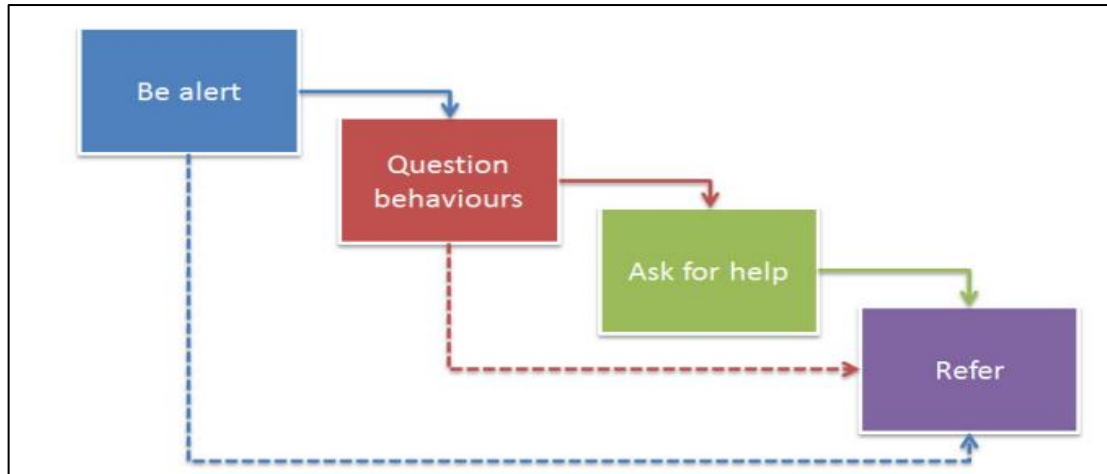 Be alert
Question
behaviours
Ask for help
Refer